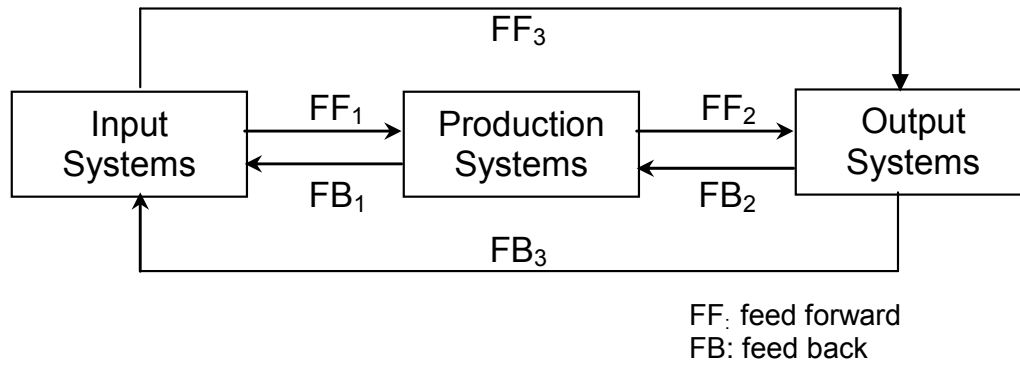 FF₃
Input
Systems
FF₁
FB₁
Production
Systems
FF₂
FB₂
Output
Systems
FB₃
FF: feed forward
FB: feed back